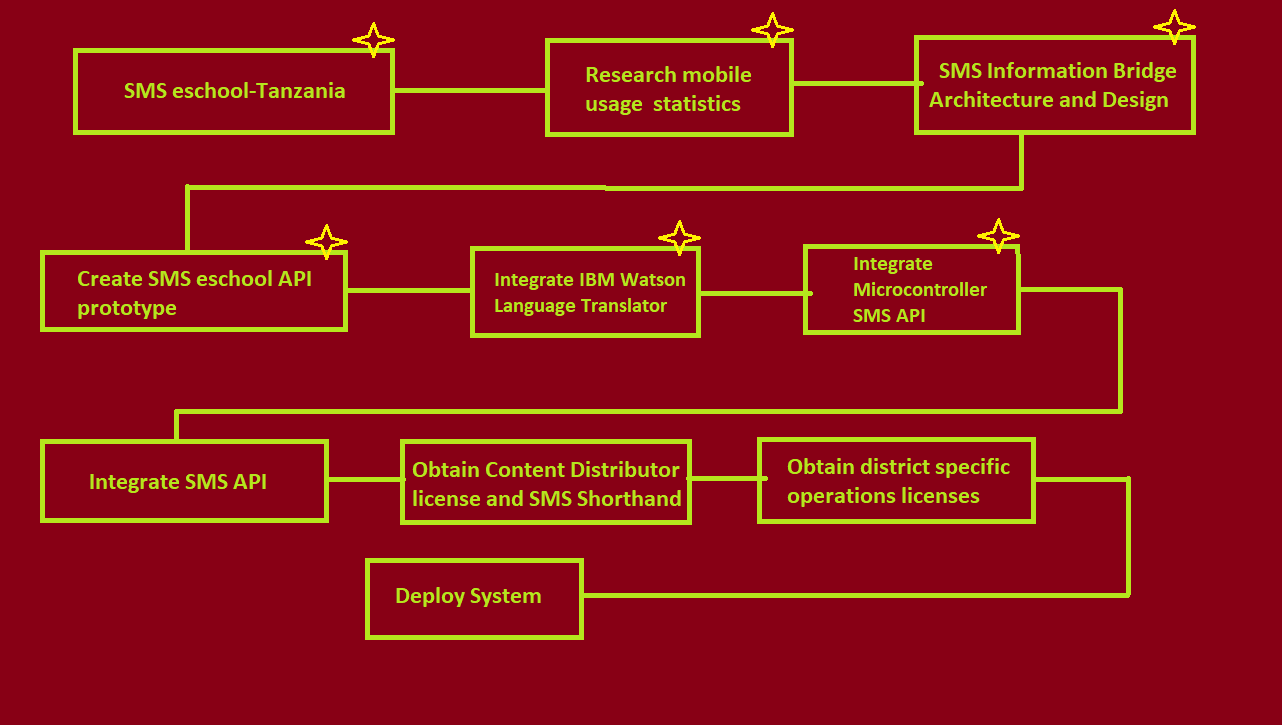 SMS eschool-Tanzania
Research mobile
usage statistics
SMS Information Bridge
Architecture and Design
Create SMS eschool API
prototype
Integrate IBM Watson
Language Translator
Integrate
Microcontroller
SMS API
Integrate SMS API
Obtain Content Distributor
license and SMS Shorthand
Obtain district specific
operations licenses
Deploy System